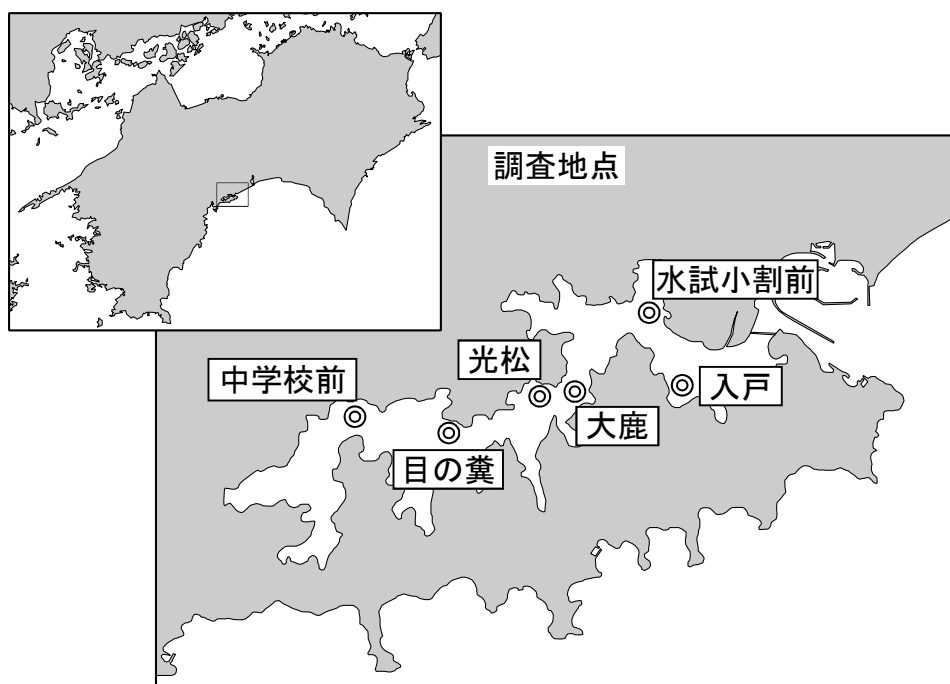 調査地点
水試小割前
光松
中学校前
入戸
大鹿
目の糞